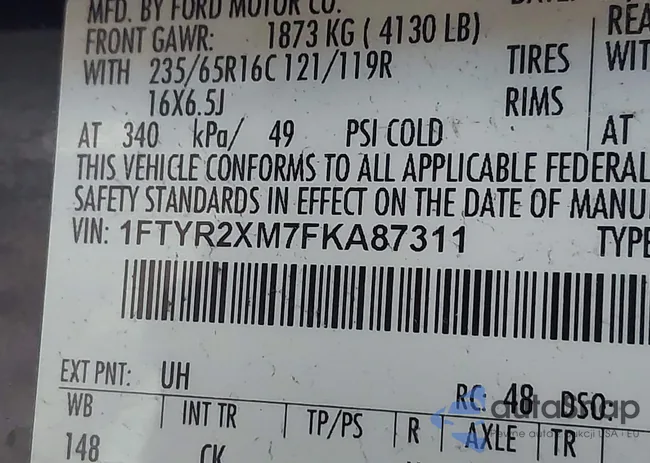 MFD. BY FORD MOTOR CO.
FRONT GAWR: 1873 KG ( 4130 LB)
WITH 235/65R16C 121/119R TIRES WIT
16X6.5J RIMS
AT 340 kPa/ 49 PSI COLD AT
THIS VEHICLE CONFORMS TO ALL APPLICABLE FEDERAL
SAFETY STANDARDS IN EFFECT ON THE DATE OF MANU
VIN: 1FTYR2XM7FKA87311 TYPE
EXT PNT: UH RC: 48 DSO:
WB INT TR TP/PS R AXLE TR
148 CK